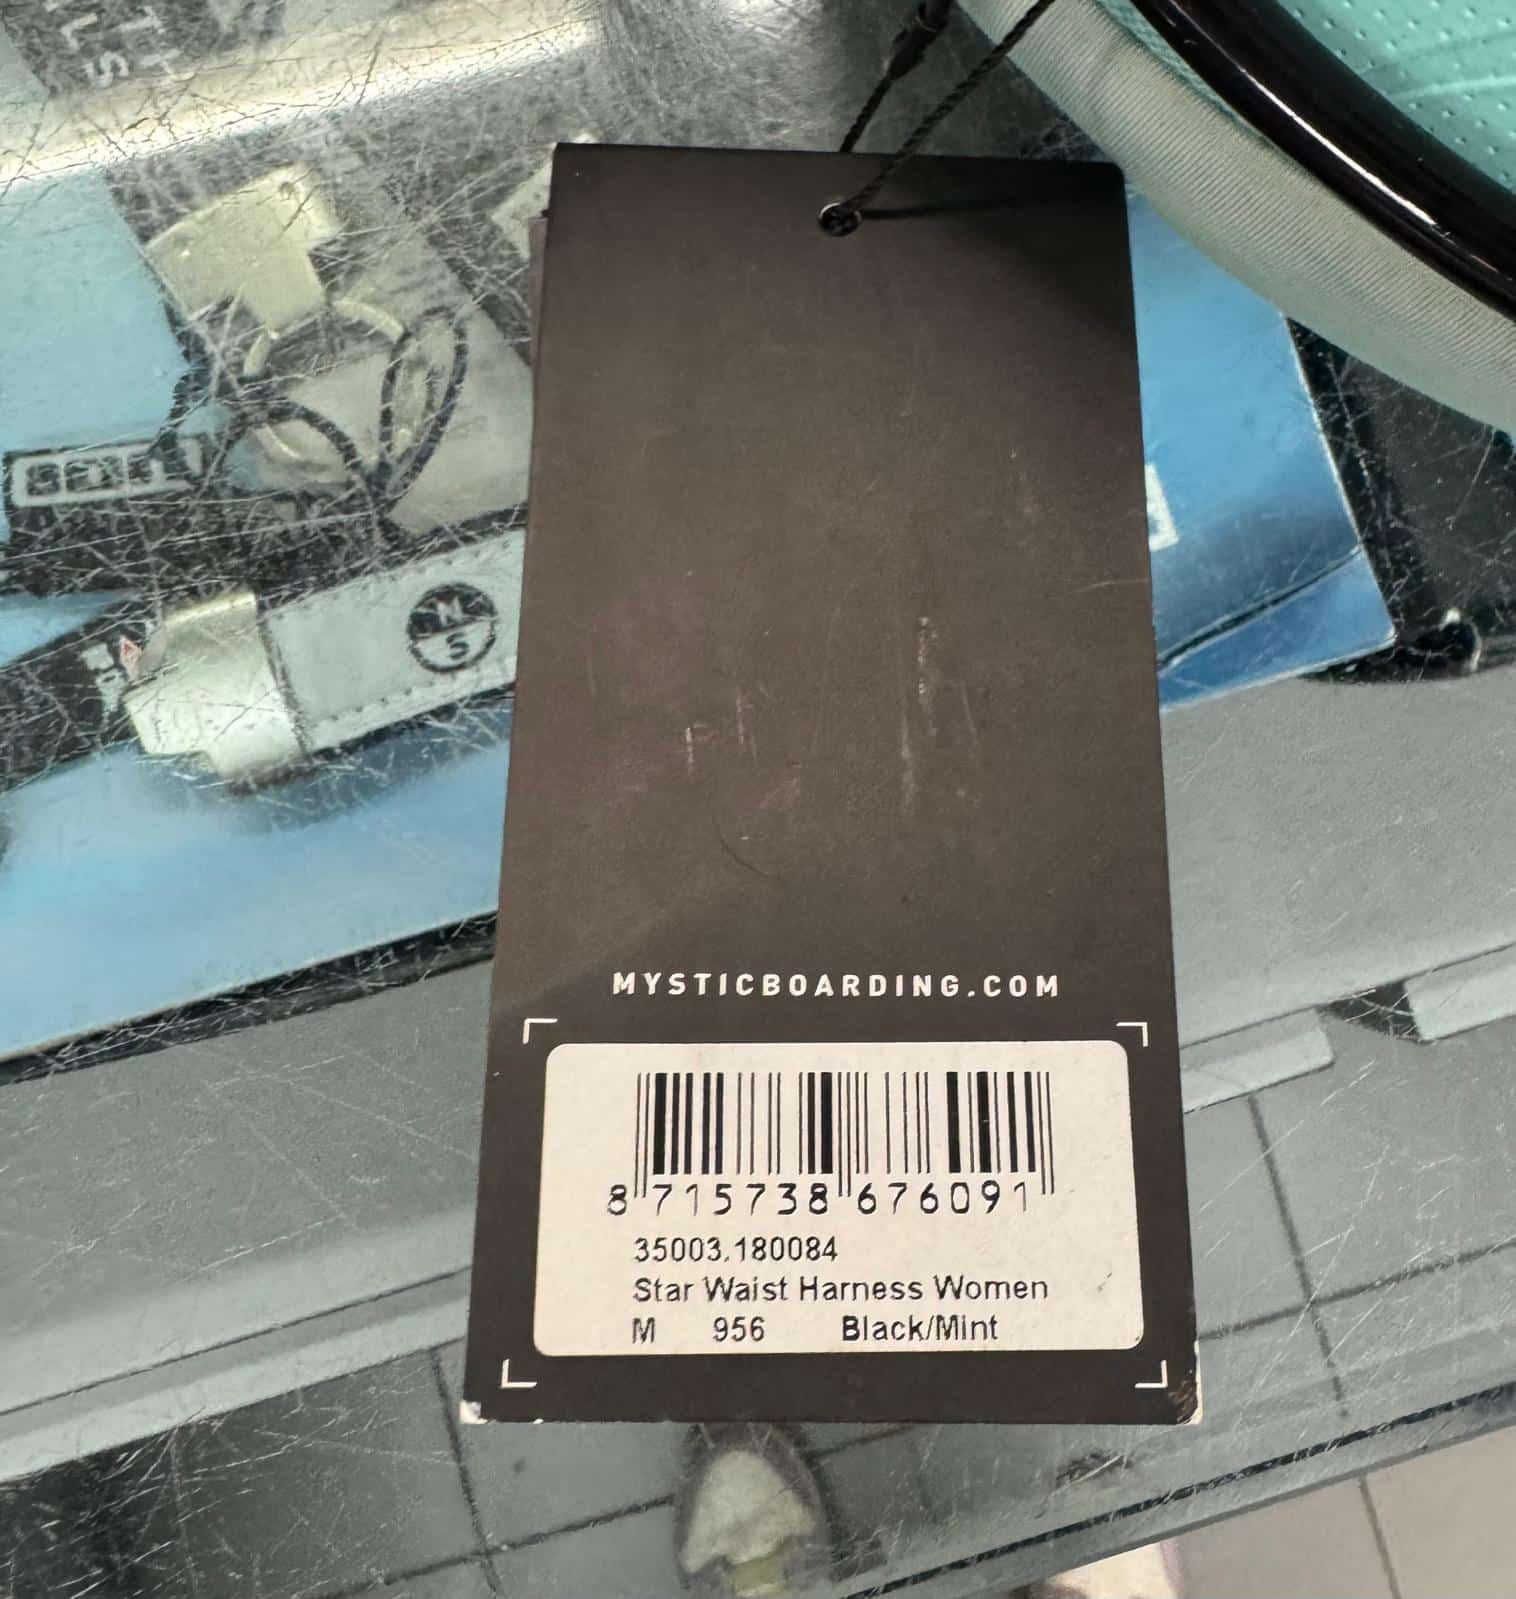 MYSTICBOARDING.COM
8 715738 676091
35003.180084
Star Waist Harness Women
M 956 Black/Mint
M
S